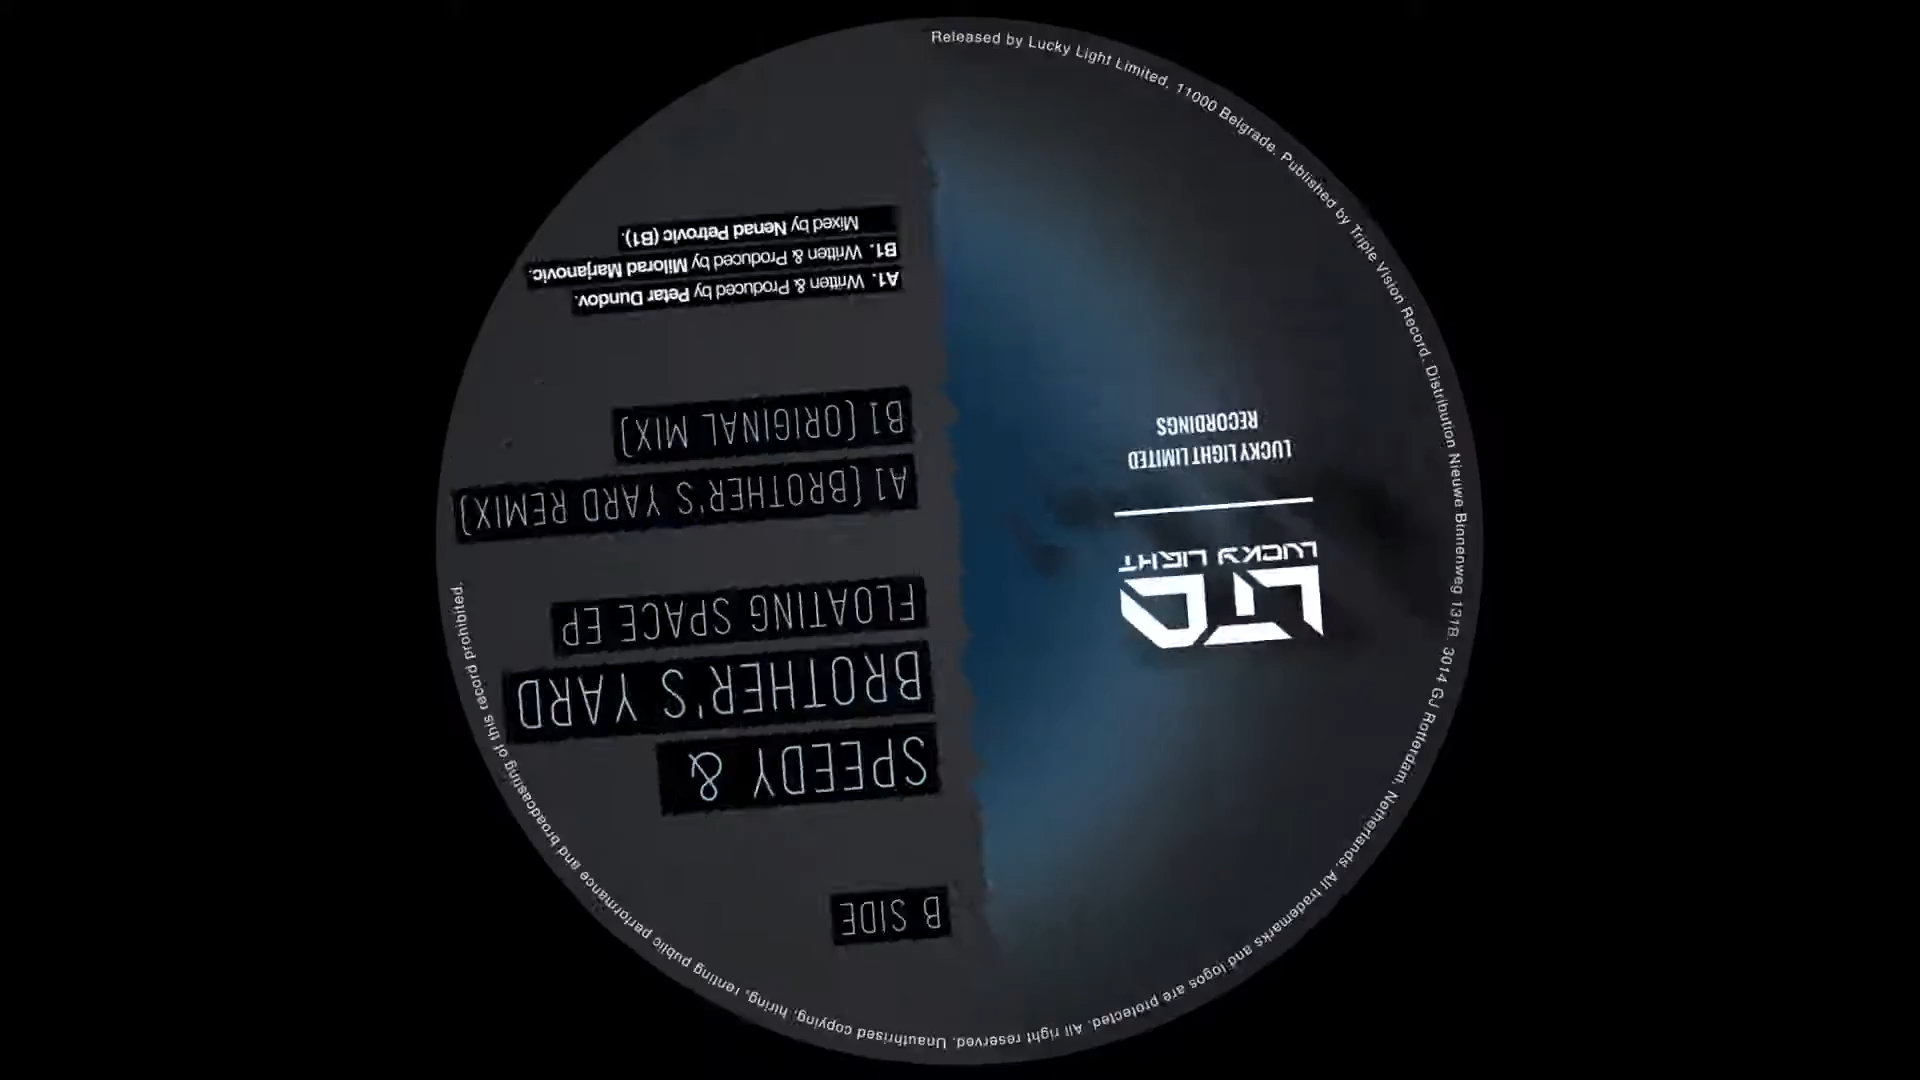 B SIDE
SPEEDY &
BROTHER'S YARD
FLOATING SPACE EP
A1 (BROTHER'S YARD REMIX)
B1 (ORIGINAL MIX)
A1. Written & Produced by Petar Dundov.
B1. Written & Produced by Milorad Marjanovic.
Mixed by Nenad Petrovic (B1).
LTD
LUCKY LIGHT
LUCKY LIGHT LIMITED
RECORDINGS
Released by Lucky Light Limited, 11000 Belgrade. Published by Triple Vision Record. Distribution Nieuwe Binnenweg 131B, 3014 GJ Rotterdam, Netherlands. All trademarks and logos are protected. All right reserved. Unauthrised copying, hiring, renting public performance and broadcasting of this record prohibited.